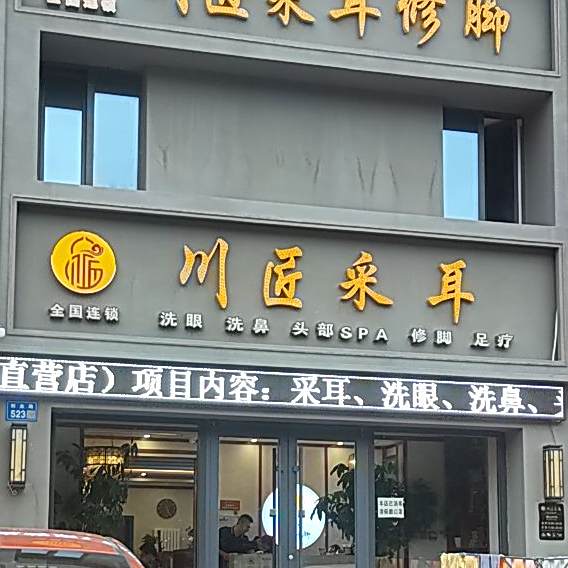 川匠采耳修脚
川匠采耳
全国连锁
洗眼 洗鼻 头部SPA 修脚 足疗
直营店）项目内容：采耳、洗眼、洗鼻、
523